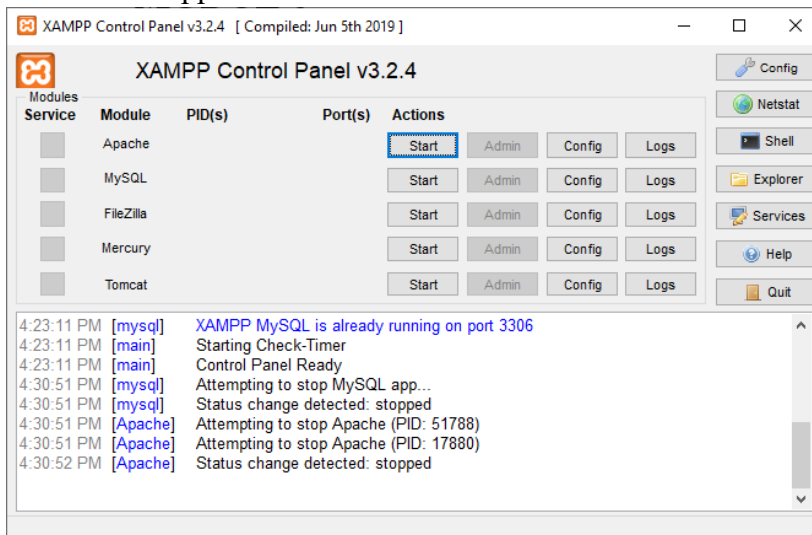 XAMPP Control Panel v3.2.4 [ Compiled: Jun 5th 2019 ]
XAMPP Control Panel v3.2.4
Config
Modules
Netstat
Service Module PID(s) Port(s) Actions
Apache Start Admin Config Logs
Shell
MySQL Start Admin Config Logs
Explorer
FileZilla Start Admin Config Logs
Services
Mercury Start Admin Config Logs
Help
Tomcat Start Admin Config Logs
Quit
4:23:11 PM [mysql] XAMPP MySQL is already running on port 3306
4:23:11 PM [main] Starting Check-Timer
4:23:11 PM [main] Control Panel Ready
4:30:51 PM [mysql] Attempting to stop MySQL app...
4:30:51 PM [mysql] Status change detected: stopped
4:30:51 PM [Apache] Attempting to stop Apache (PID: 51788)
4:30:51 PM [Apache] Attempting to stop Apache (PID: 17880)
4:30:52 PM [Apache] Status change detected: stopped